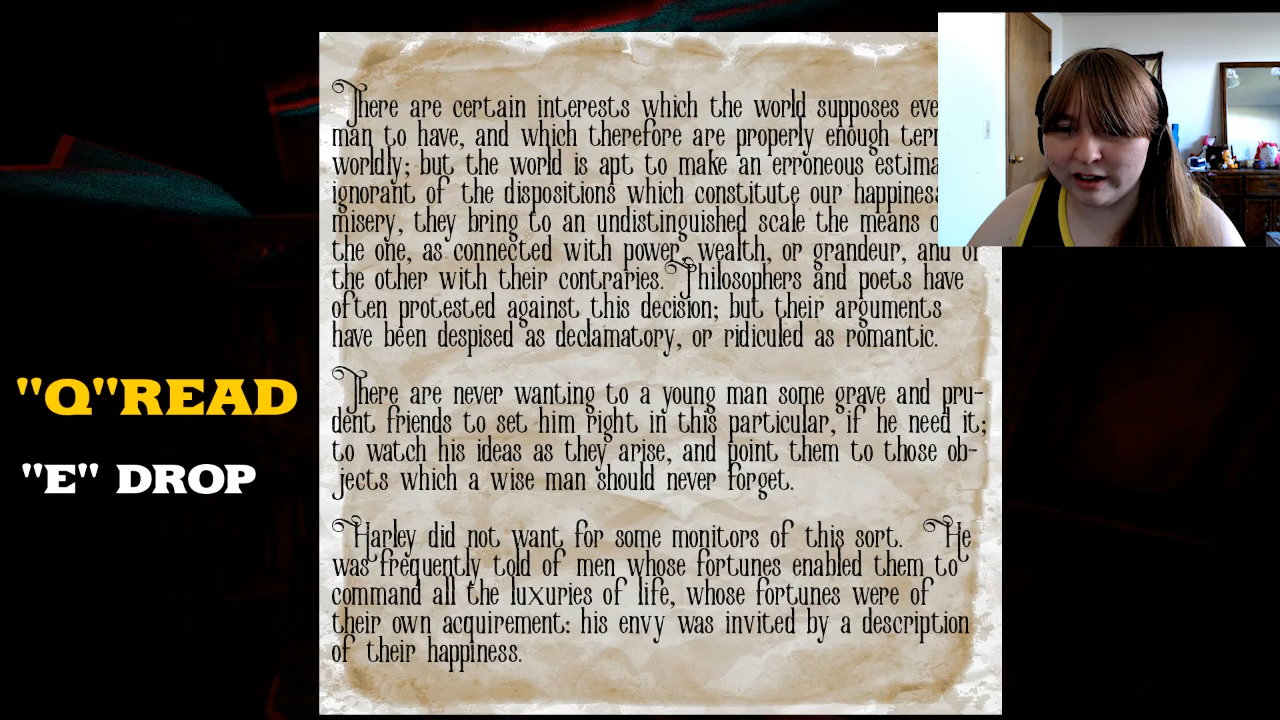 There are certain interests which the world supposes
man to have, and which therefore are properly enough
worldly; but the world is apt to make an erroneous
ignorant of the dispositions which constitute our
misery, they bring to an undistinguished scale the means
the one, as connected with power, wealth, or grandeur, and of
the other with their contraries. Philosophers and poets have
often protested against this decision; but their arguments
have been despised as declamatory, or ridiculed as romantic.
There are never wanting to a young man some grave and pru-
dent friends to set him right in this particular, if he need it;
to watch his ideas as they arise, and point them to those ob-
jects which a wise man should never forget.
Harley did not want for some monitors of this sort. He
was frequently told of men whose fortunes enabled them to
command all the luxuries of life, whose fortunes were of
their own acquirement: his envy was invited by a description
of their happiness.
"Q"READ
"E" DROP